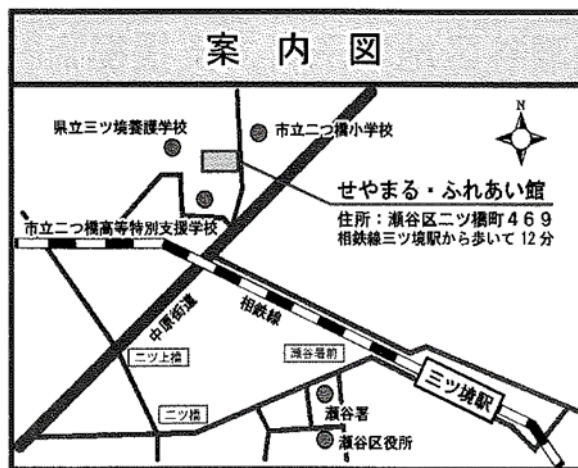 案内図
N
県立三ツ境養護学校
市立二つ橋小学校
せやまる・ふれあい館
住所：瀬谷区二ツ橋町４６９
相鉄線三ツ境駅から歩いて12分
市立二つ橋高等特別支援学校
中原街道
相鉄線
二ツ上橋
瀬谷署前
三ツ境駅
二ツ橋
瀬谷署
瀬谷区役所